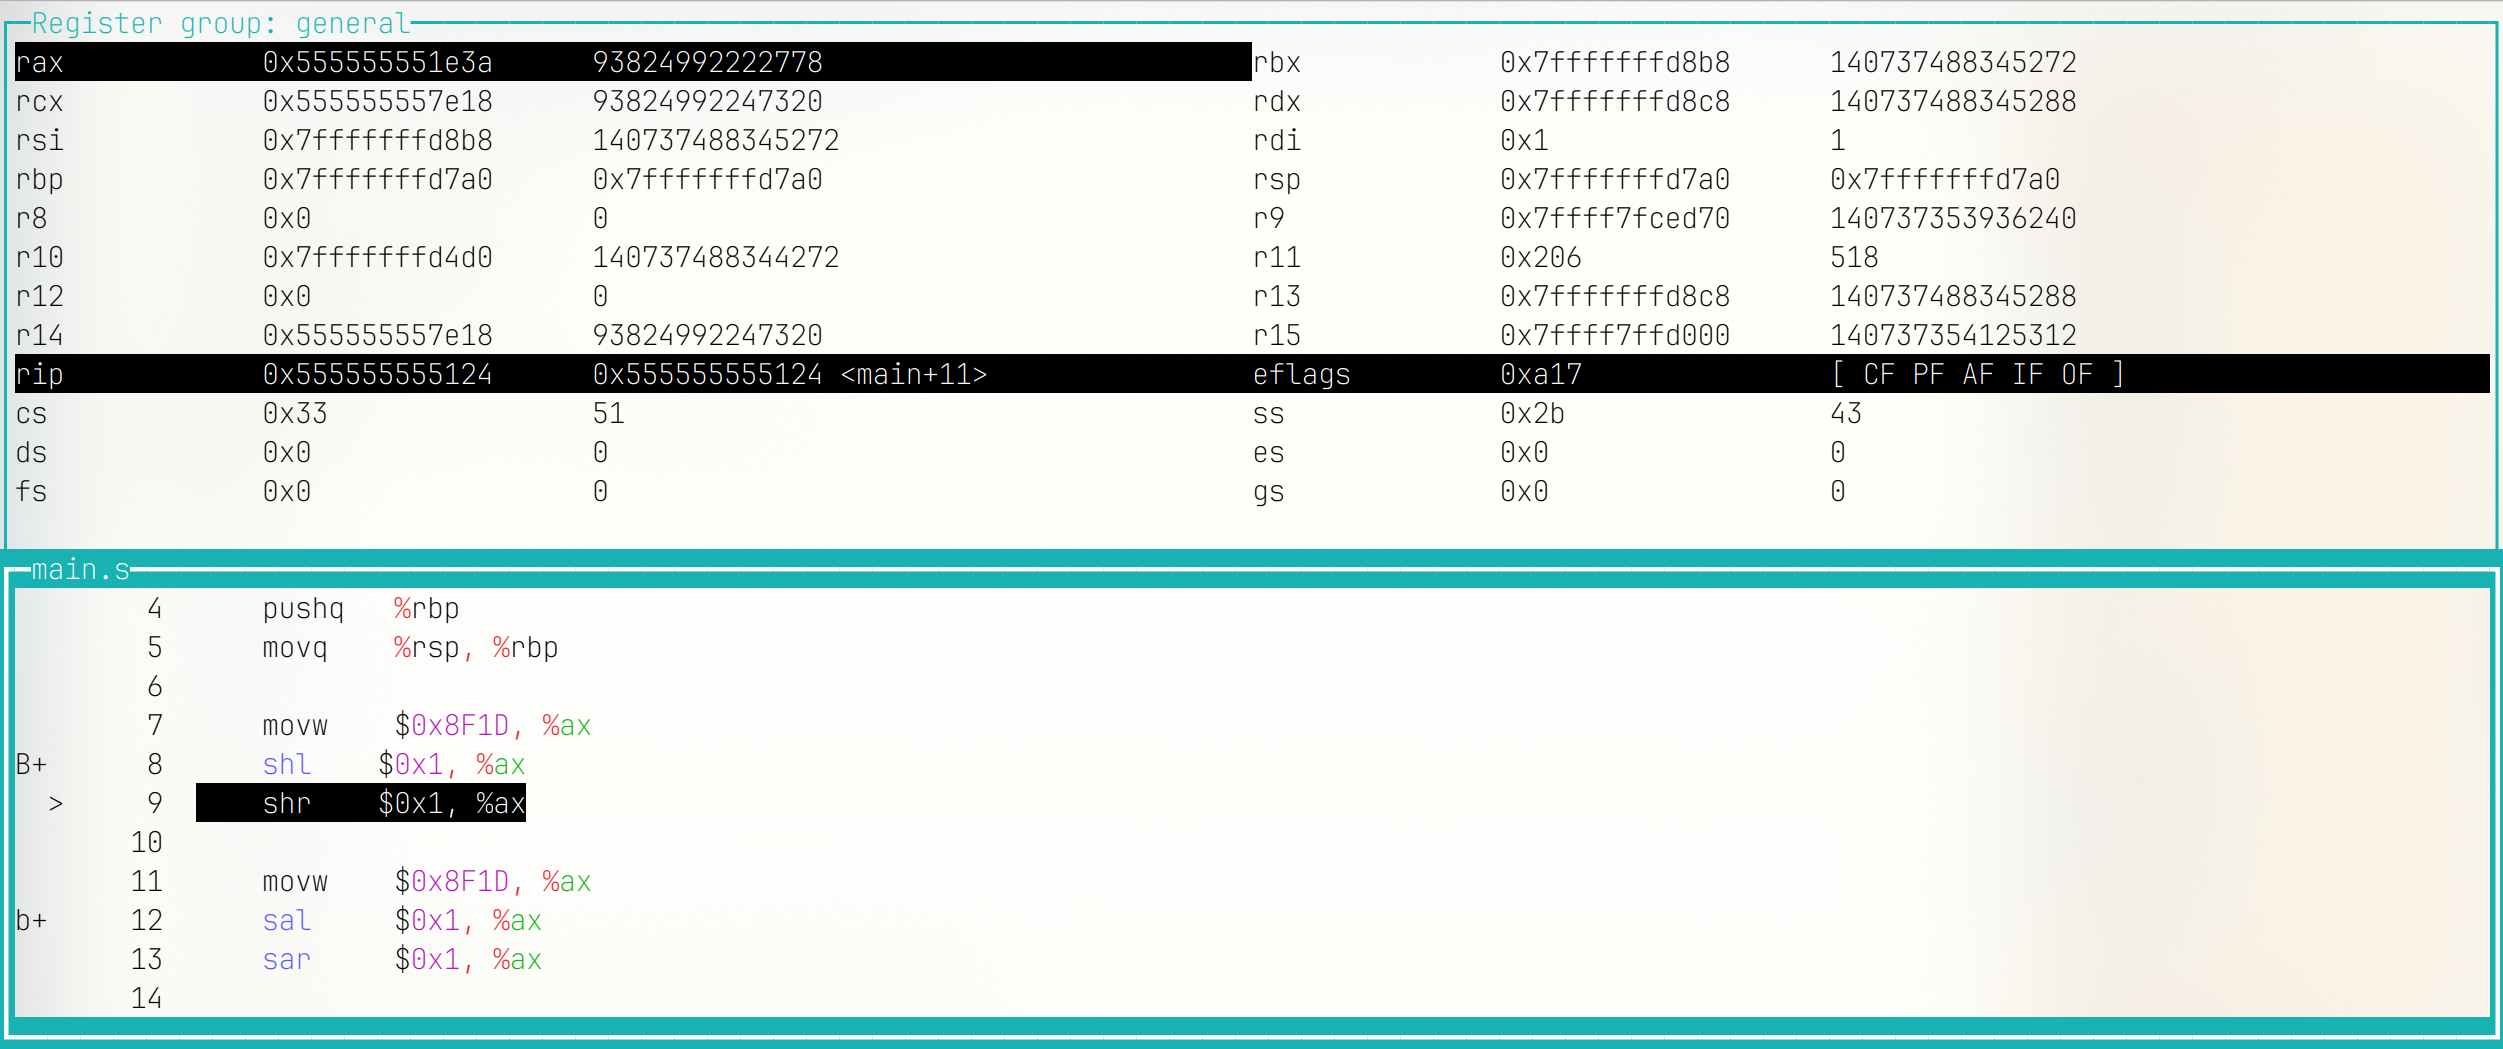 Register group: general
rax 0x555555551e3a 93824992222778 rbx 0x7fffffffd8b8 140737488345272
rcx 0x555555557e18 93824992247320 rdx 0x7fffffffd8c8 140737488345288
rsi 0x7fffffffd8b8 140737488345272 rdi 0x1 1
rbp 0x7fffffffd7a0 0x7fffffffd7a0 rsp 0x7fffffffd7a0 0x7fffffffd7a0
r8 0x0 0 r9 0x7ffff7fced70 140737353936240
r10 0x7fffffffd4d0 140737488344272 r11 0x206 518
r12 0x0 0 r13 0x7fffffffd8c8 140737488345288
r14 0x555555557e18 93824992247320 r15 0x7ffff7ffd000 140737354125312
rip 0x555555555124 0x555555555124 <main+11> eflags 0xa17 [ CF PF AF IF OF ]
cs 0x33 51 ss 0x2b 43
ds 0x0 0 es 0x0 0
fs 0x0 0 gs 0x0 0
main.s
4 pushq %rbp
5 movq %rsp, %rbp
6
7 movw $0x8F1D, %ax
B+ 8 shl $0x1, %ax
> 9 shr $0x1, %ax
10
11 movw $0x8F1D, %ax
b+ 12 sal $0x1, %ax
13 sar $0x1, %ax
14